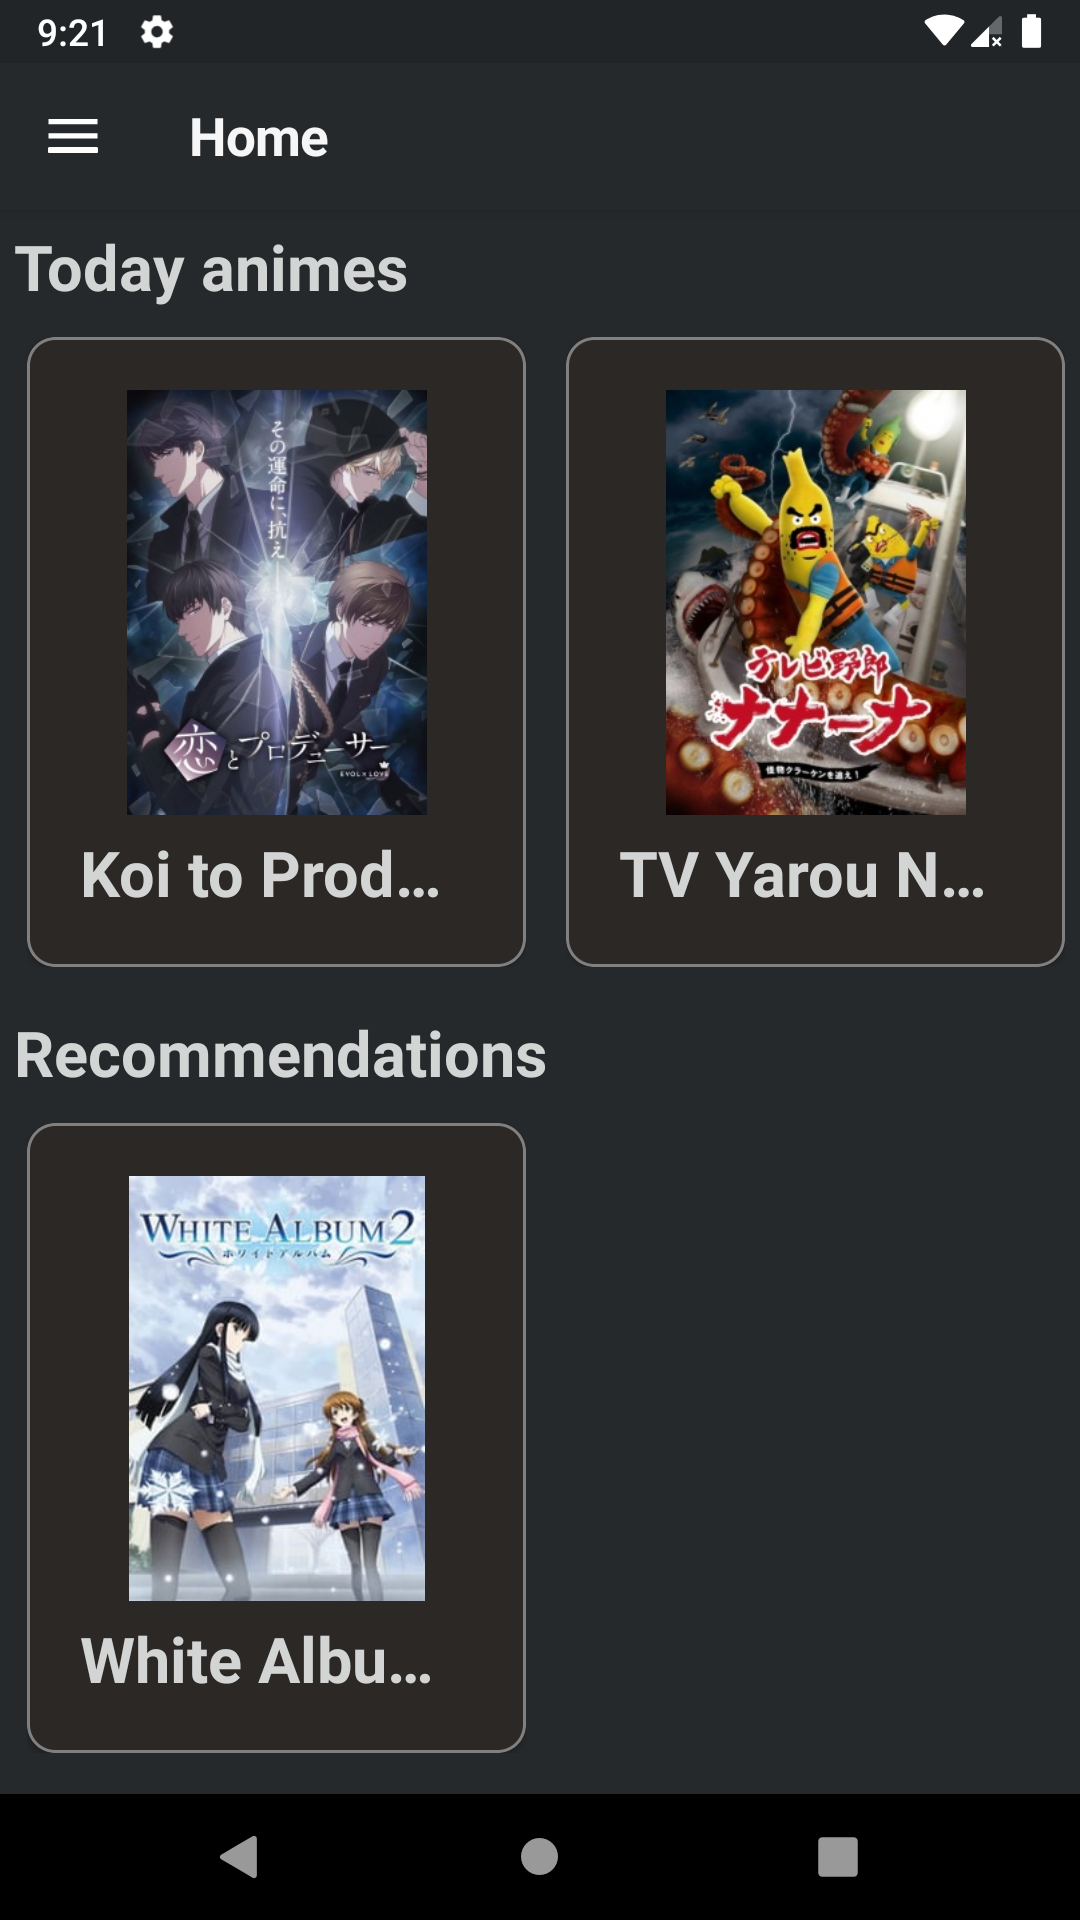 9:21
Home
Today animes
その運命に、抗え
恋とプロデューサー
EVOL×LOVE
Koi to Prod...
テレビ野郎
ナナーナ
怪物クラーケンを追え！
TV Yarou N...
Recommendations
WHITE ALBUM2
ホワイトアルバム
White Albu...